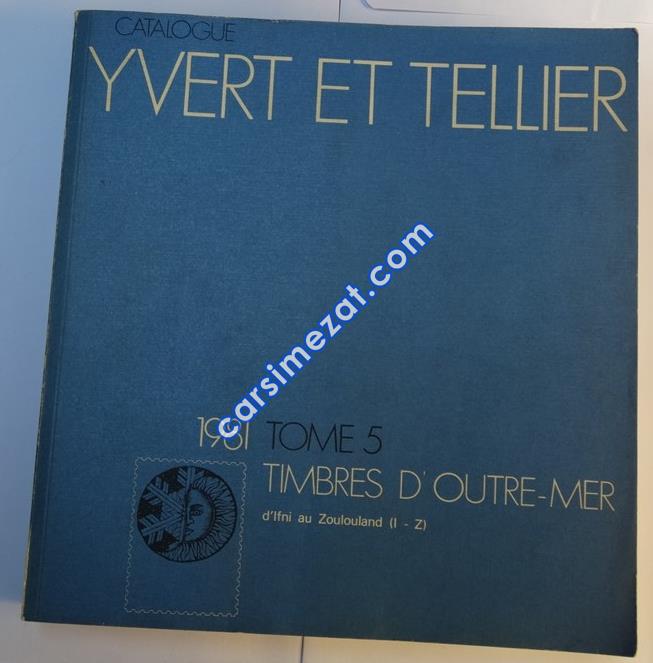 CATALOGUE
YVERT ET TELLIER
carsimezat.com
1981 TOME 5
TIMBRES D'OUTRE-MER
d'Ifni au Zoulouland (I - Z)